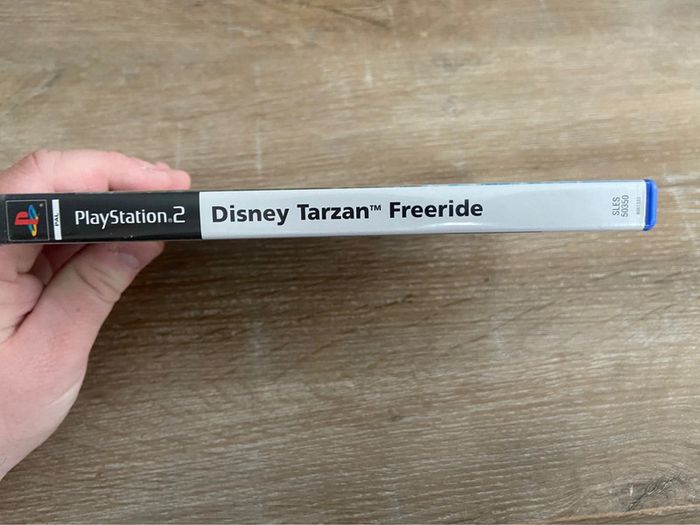 PAL
PlayStation.2
Disney Tarzan™ Freeride
SLES
50350